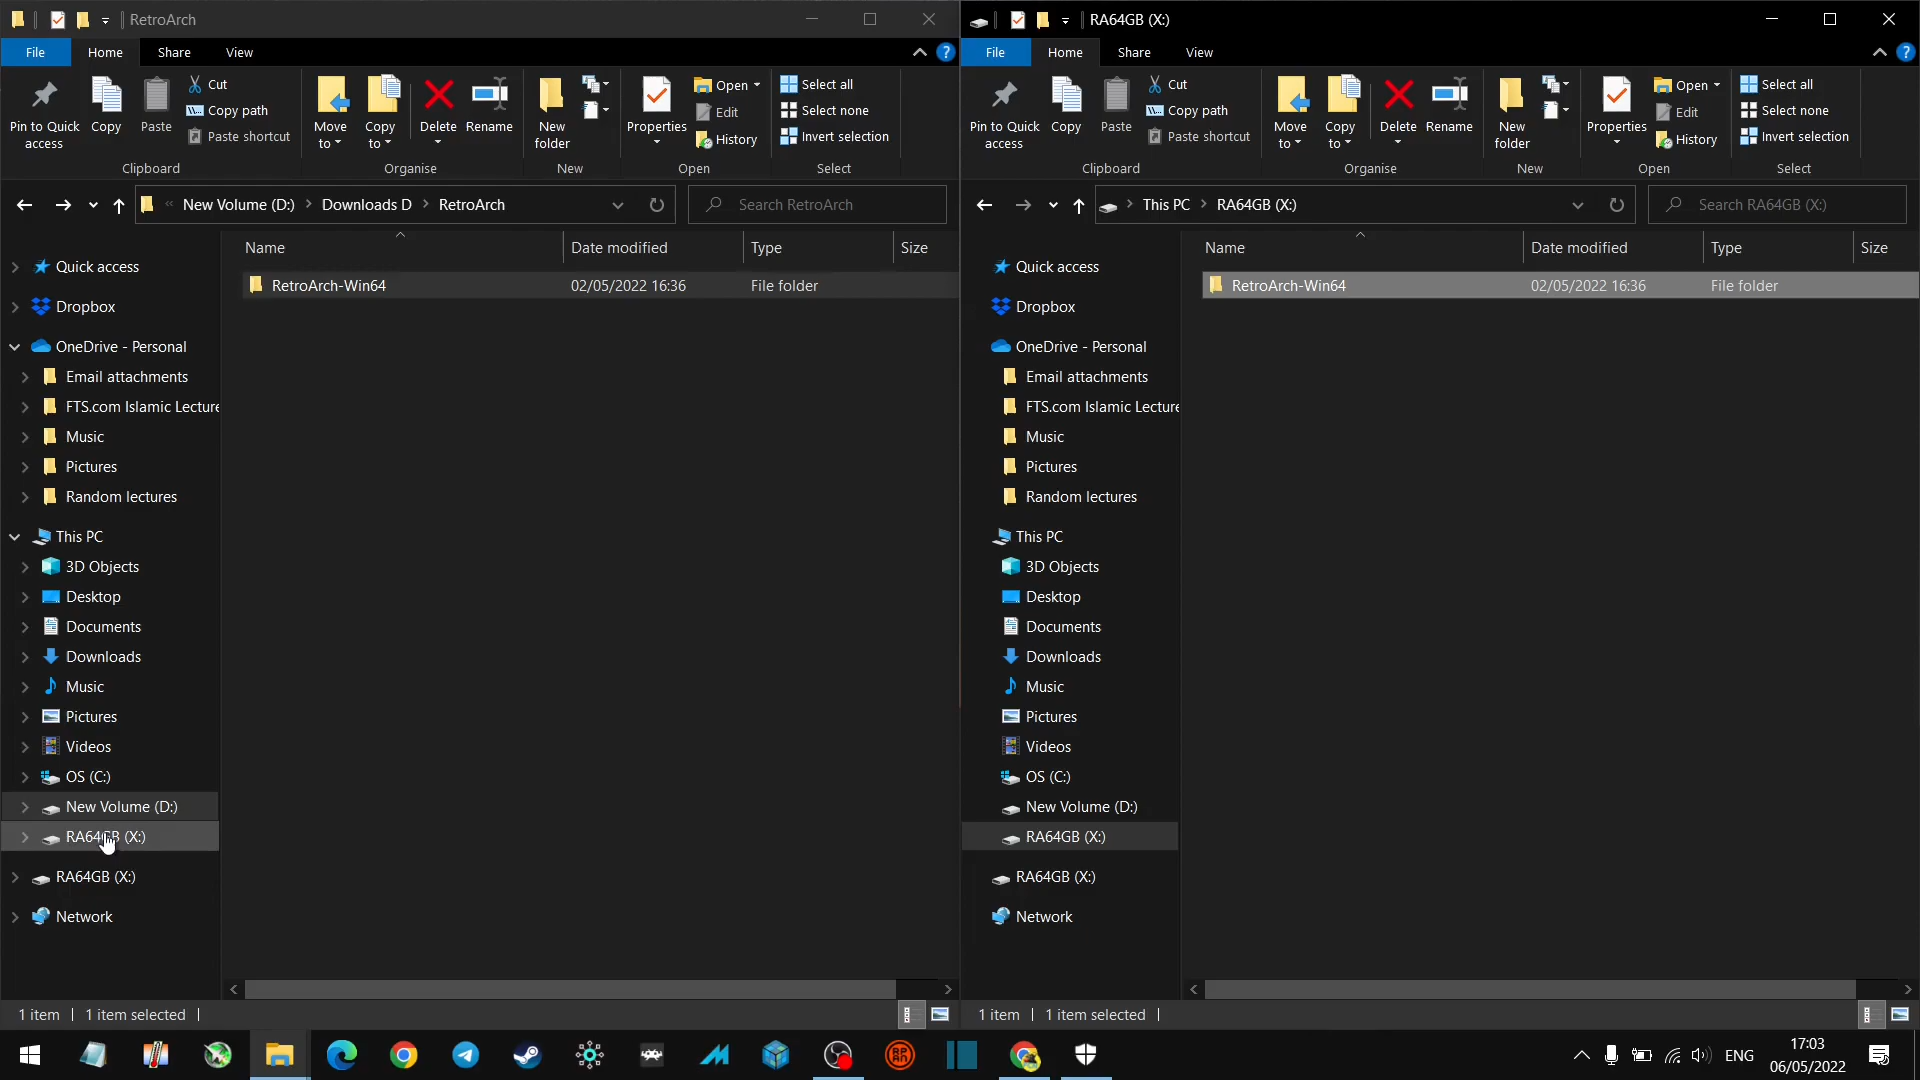 RetroArch
File Home Share View
Pin to Quick access
Copy
Paste
Cut
Copy path
Paste shortcut
Move to
Copy to
Delete
Rename
New folder
Properties
Open
Edit
History
Select all
Select none
Invert selection
Clipboard Organise New Open Select
« New Volume (D:) > Downloads D > RetroArch
Search RetroArch
Name Date modified Type Size
RetroArch-Win64 02/05/2022 16:36 File folder
Quick access
Dropbox
OneDrive - Personal
Email attachments
FTS.com Islamic Lecture
Music
Pictures
Random lectures
This PC
3D Objects
Desktop
Documents
Downloads
Music
Pictures
Videos
OS (C:)
New Volume (D:)
RA64GB (X:)
RA64GB (X:)
Network
1 item 1 item selected
RA64GB (X:)
File Home Share View
Pin to Quick access
Copy
Paste
Cut
Copy path
Paste shortcut
Move to
Copy to
Delete
Rename
New folder
Properties
Open
Edit
History
Select all
Select none
Invert selection
Clipboard Organise New Open Select
This PC > RA64GB (X:)
Search RA64GB (X:)
Name Date modified Type Size
RetroArch-Win64 02/05/2022 16:36 File folder
Quick access
Dropbox
OneDrive - Personal
Email attachments
FTS.com Islamic Lecture
Music
Pictures
Random lectures
This PC
3D Objects
Desktop
Documents
Downloads
Music
Pictures
Videos
OS (C:)
New Volume (D:)
RA64GB (X:)
RA64GB (X:)
Network
1 item 1 item selected
ENG
17:03
06/05/2022